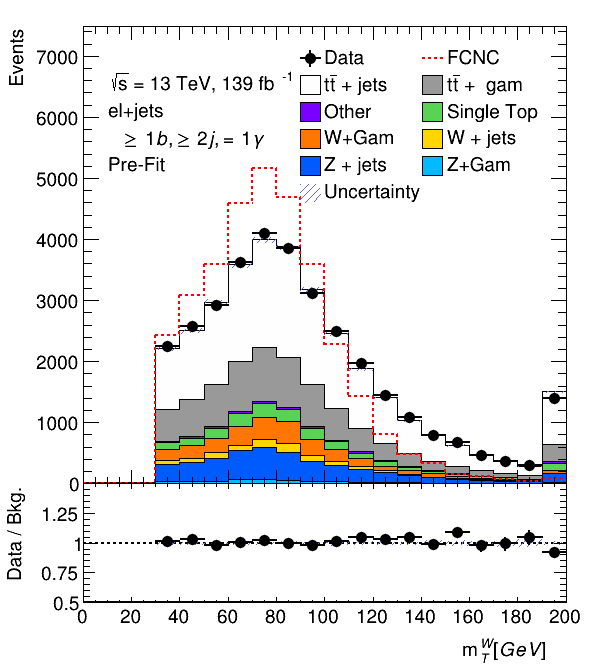 Events
7000
6000
5000
4000
3000
2000
1000
0
√s = 13 TeV, 139 fb⁻¹
el+jets
≥ 1b, ≥ 2j, = 1γ
Pre-Fit
Data
FCNC
tt̄ + jets
tt̄ + gam
Other
Single Top
W+Gam
W + jets
Z + jets
Z+Gam
Uncertainty
Data / Bkg.
1.25
1
0.75
0.5
0 20 40 60 80 100 120 140 160 180 200
m_T^W[GeV]